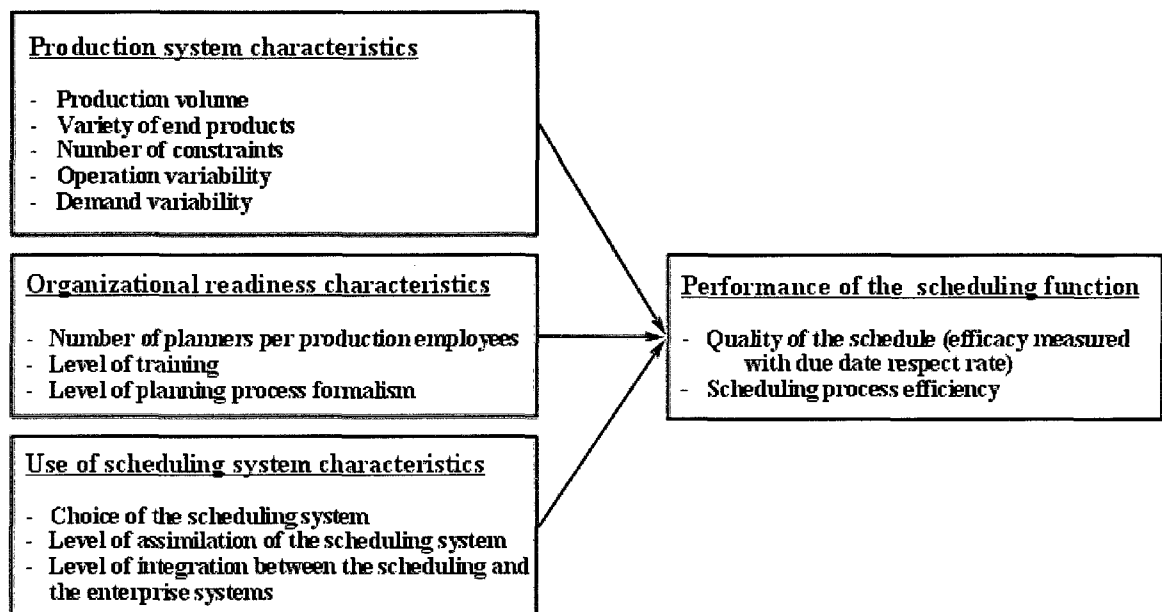 Production system characteristics
- Production volume
- Variety of end products
- Number of constraints
- Operation variability
- Demand variability
Organizational readiness characteristics
- Number of planners per production employees
- Level of training
- Level of planning process formalism
Use of scheduling system characteristics
- Choice of the scheduling system
- Level of assimilation of the scheduling system
- Level of integration between the scheduling and
the enterprise systems
Performance of the scheduling function
- Quality of the schedule (efficacy measured
with due date respect rate)
- Scheduling process efficiency